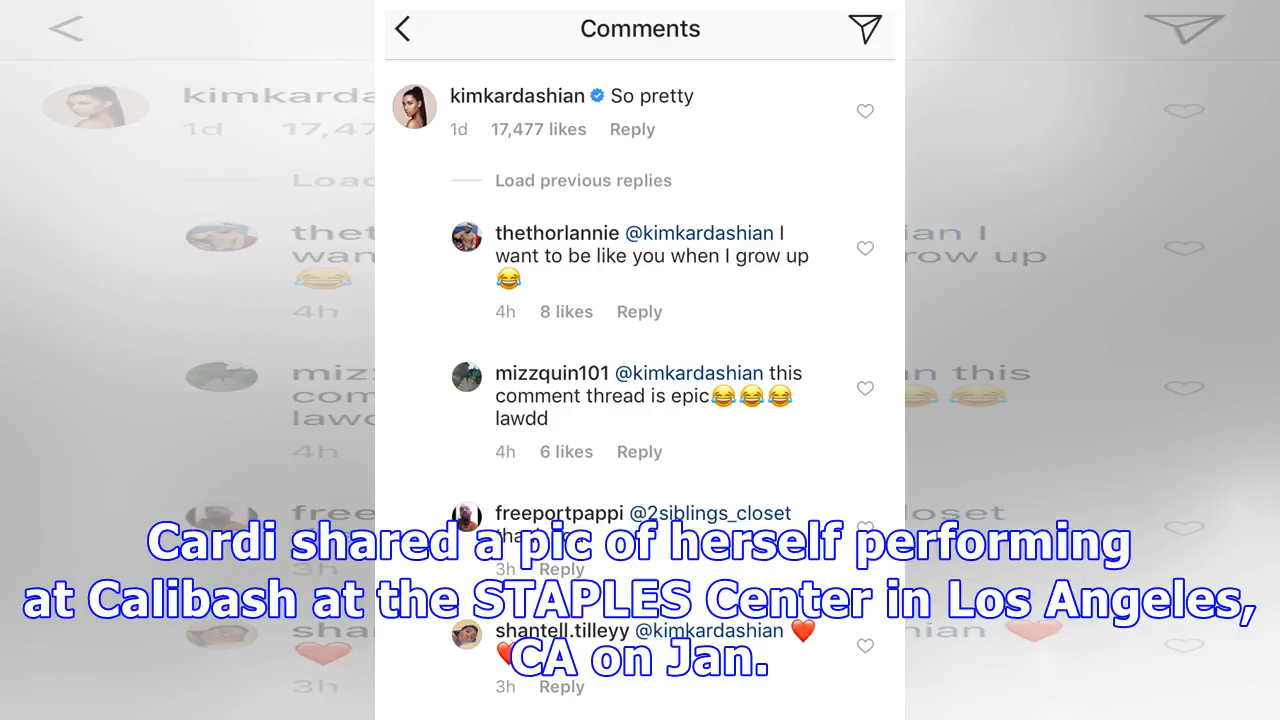 Comments
kimkardashian So pretty
1d 17,477 likes Reply
Load previous replies
thethorlannie @kimkardashian I
want to be like you when I grow up
😂
4h 8 likes Reply
mizzquin101 @kimkardashian this
comment thread is epic😂😂😂
lawdd
4h 6 likes Reply
freeportpappi @2siblings_closet
3h Reply
shantell.tilleyy @kimkardashian ❤️
❤️
3h Reply
Cardi shared a pic of herself performing
at Calibash at the STAPLES Center in Los Angeles,
CA on Jan.